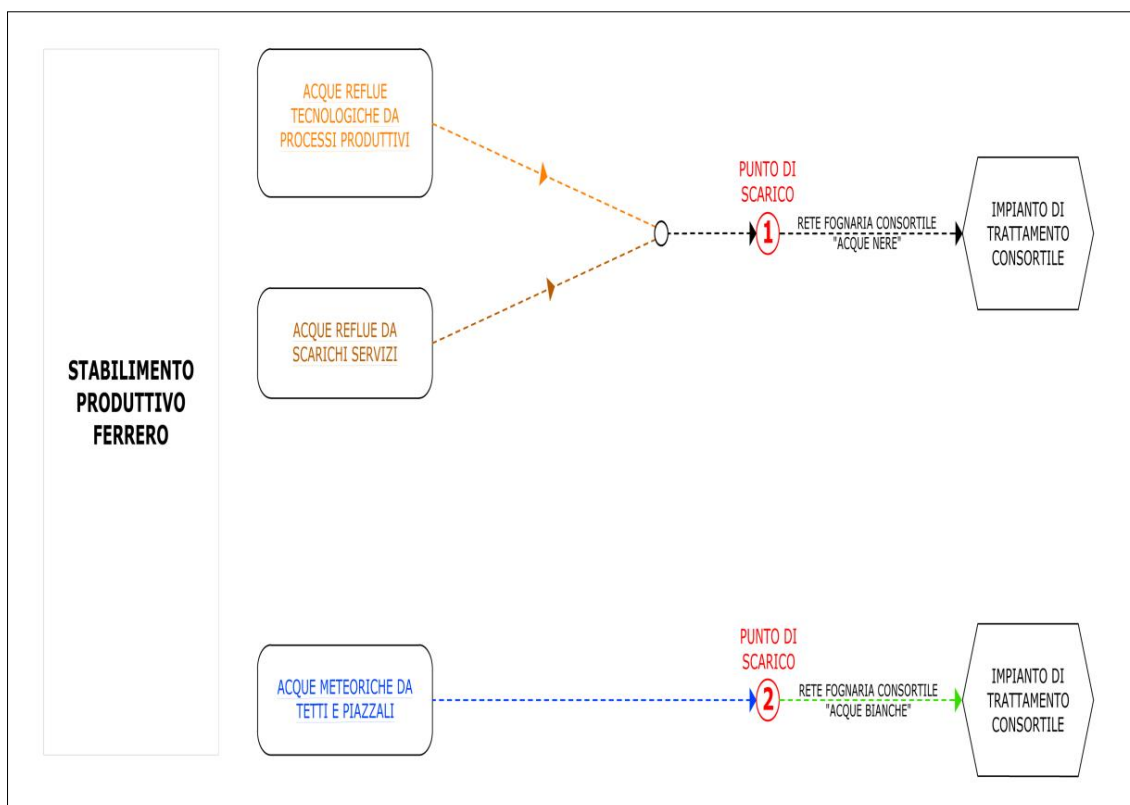 STABILIMENTO
PRODUTTIVO
FERRERO
ACQUE REFLUE
TECNOLOGICHE DA
PROCESSI PRODUTTIVI
ACQUE REFLUE DA
SCARICHI SERVIZI
PUNTO DI
SCARICO
1
RETE FOGNARIA CONSORTILE
"ACQUE NERE"
IMPIANTO DI
TRATTAMENTO
CONSORTILE
ACQUE METEORICHE DA
TETTI E PIAZZALI
PUNTO DI
SCARICO
2
RETE FOGNARIA CONSORTILE
"ACQUE BIANCHE"
IMPIANTO DI
TRATTAMENTO
CONSORTILE